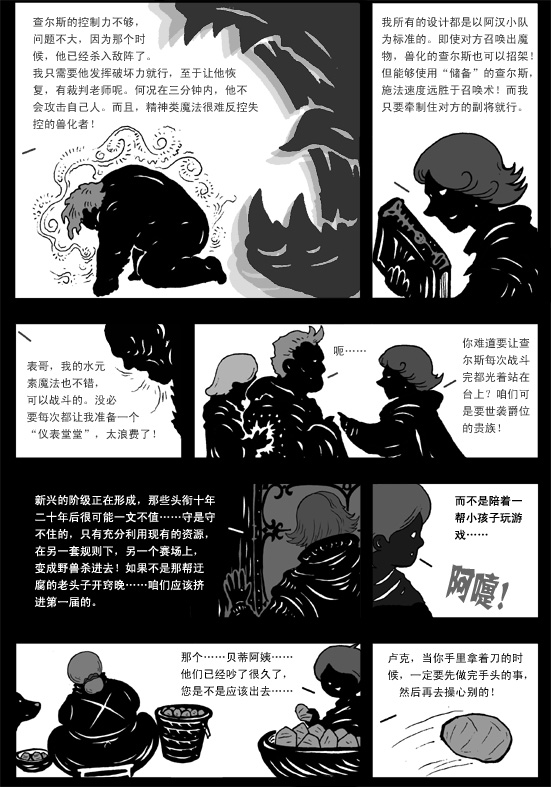 查尔斯的控制力不够,
问题不大，因为那个时
候，他已经杀入敌阵了。
我只需要他发挥破坏力就行，至于让他恢
复，有裁判老师呢。何况在三分钟内，他不
会攻击自己人。而且，精神类魔法很难反控失
控的兽化者！
我所有的设计都是以阿汉小队
为标准的。即使对方召唤出魔
物，兽化的查尔斯也可以招架!
但能够使用“储备”的查尔斯,
施法速度远胜于召唤术！而我
只要牵制住对方的副将就行。
表哥，我的水元
素魔法也不错,
可以战斗的。没必
要每次都让我准备一个
“仪表堂堂”，太浪费了！
呃……
你难道要让查
尔斯每次战斗
完都光着站在
台上？咱们可
是要世袭爵位
的贵族！
新兴的阶级正在形成，那些头衔十年
二十年后很可能一文不值……守是守
不住的，只有充分利用现有的资源，
在另一套规则下，另一个赛场上，
变成野兽杀进去！如果不是那帮迂
腐的老头子开窍晚……咱们应该挤
进第一届的。
而不是陪着一
帮小孩子玩游
戏……
阿嚏！
那个……贝蒂阿姨……
他们已经吵了很久了，
您是不是应该出去……
卢克，当你手里拿着刀的时
候，一定要先做完手头的事，
然后再去操心别的！